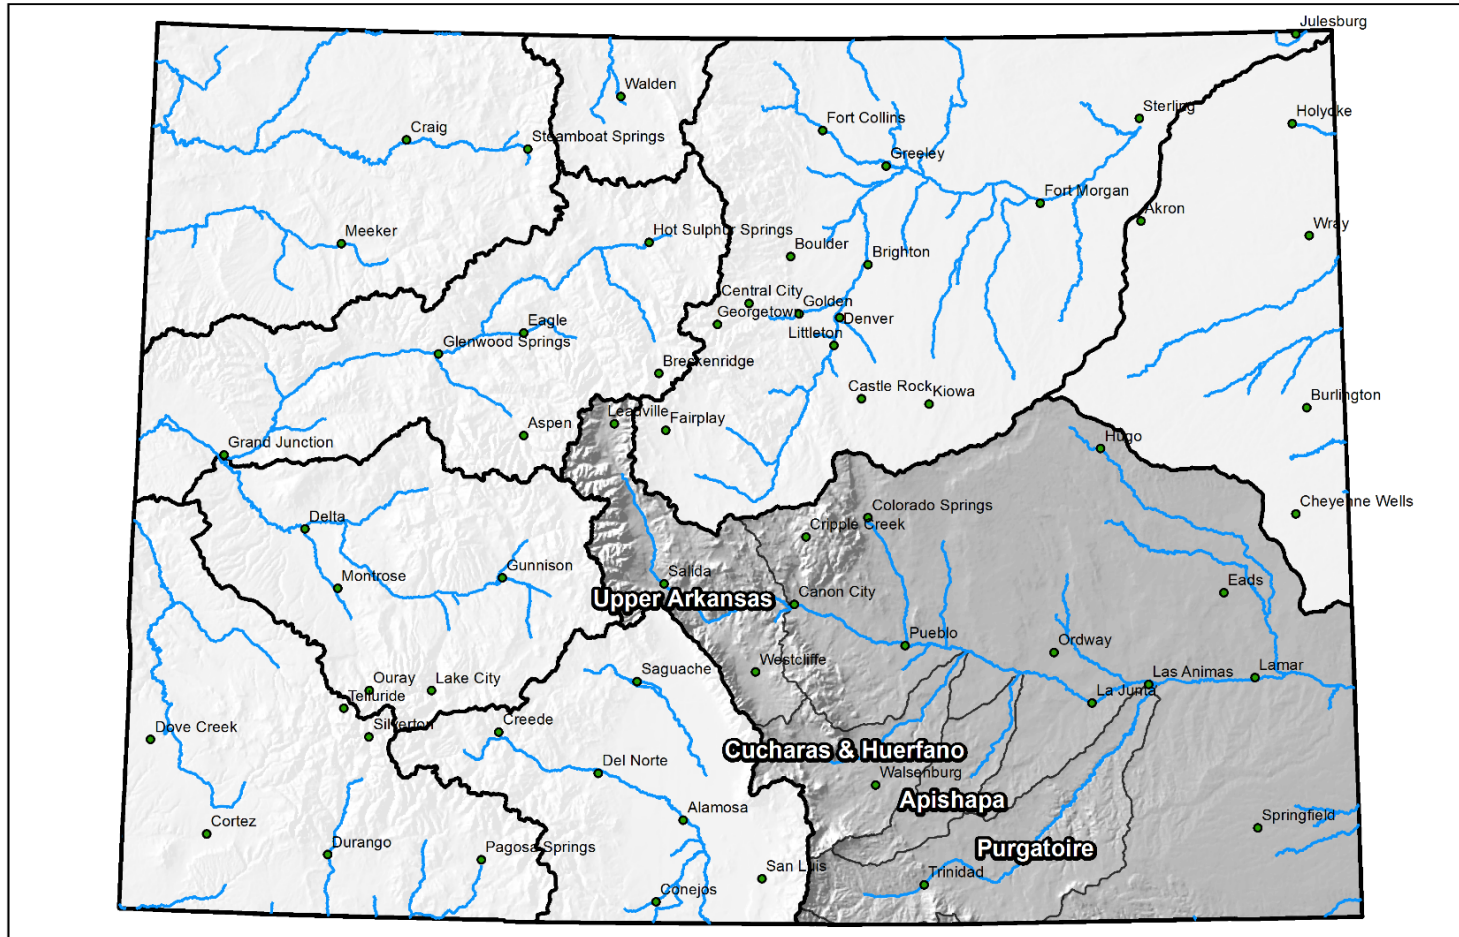 Julesburg
Walden
Holyoke
Sterling
Fort Collins
Craig
Steamboat Springs
Greeley
Fort Morgan
Akron
Wray
Meeker
Hot Sulphur Springs
Boulder
Brighton
Central City
Golden
Georgetown
Denver
Eagle
Littleton
Glenwood Springs
Breckenridge
Castle Rock
Kiowa
Burlington
Leadville
Aspen
Fairplay
Grand Junction
Hugo
Cheyenne Wells
Colorado Springs
Delta
Cripple Creek
Gunnison
Salida
Montrose
Eads
Upper Arkansas
Canon City
Pueblo
Ordway
Saguache
Westcliffe
Las Animas
Lamar
Ouray
Lake City
La Junta
Telluride
Creede
Dove Creek
Silverton
Cucharas & Huerfano
Del Norte
Walsenburg
Apishapa
Alamosa
Springfield
Cortez
Durango
Pagosa Springs
Purgatoire
San Luis
Trinidad
Conejos